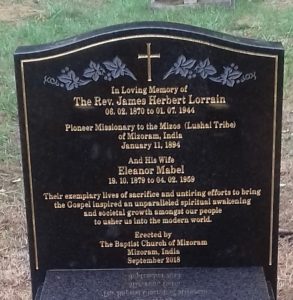 In Loving Memory of
The Rev. James Herbert Lorrain
06. 02. 1870 to 01. 07. 1944
Pioneer Missionary to the Mizos (Lushai Tribe)
of Mizoram, India
January 11, 1894
And His Wife
Eleanor Mabel
19. 10. 1879 to 04. 02. 1959
Their exemplary lives of sacrifice and untiring efforts to bring
the Gospel inspired an unparalleled spiritual awakening
and societal growth amongst our people
to usher us into the modern world.
Erected by
The Baptist Church of Mizoram
Mizoram, India
September 2018